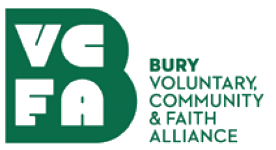 VC
FA
BURY
VOLUNTARY,
COMMUNITY
& FAITH
ALLIANCE